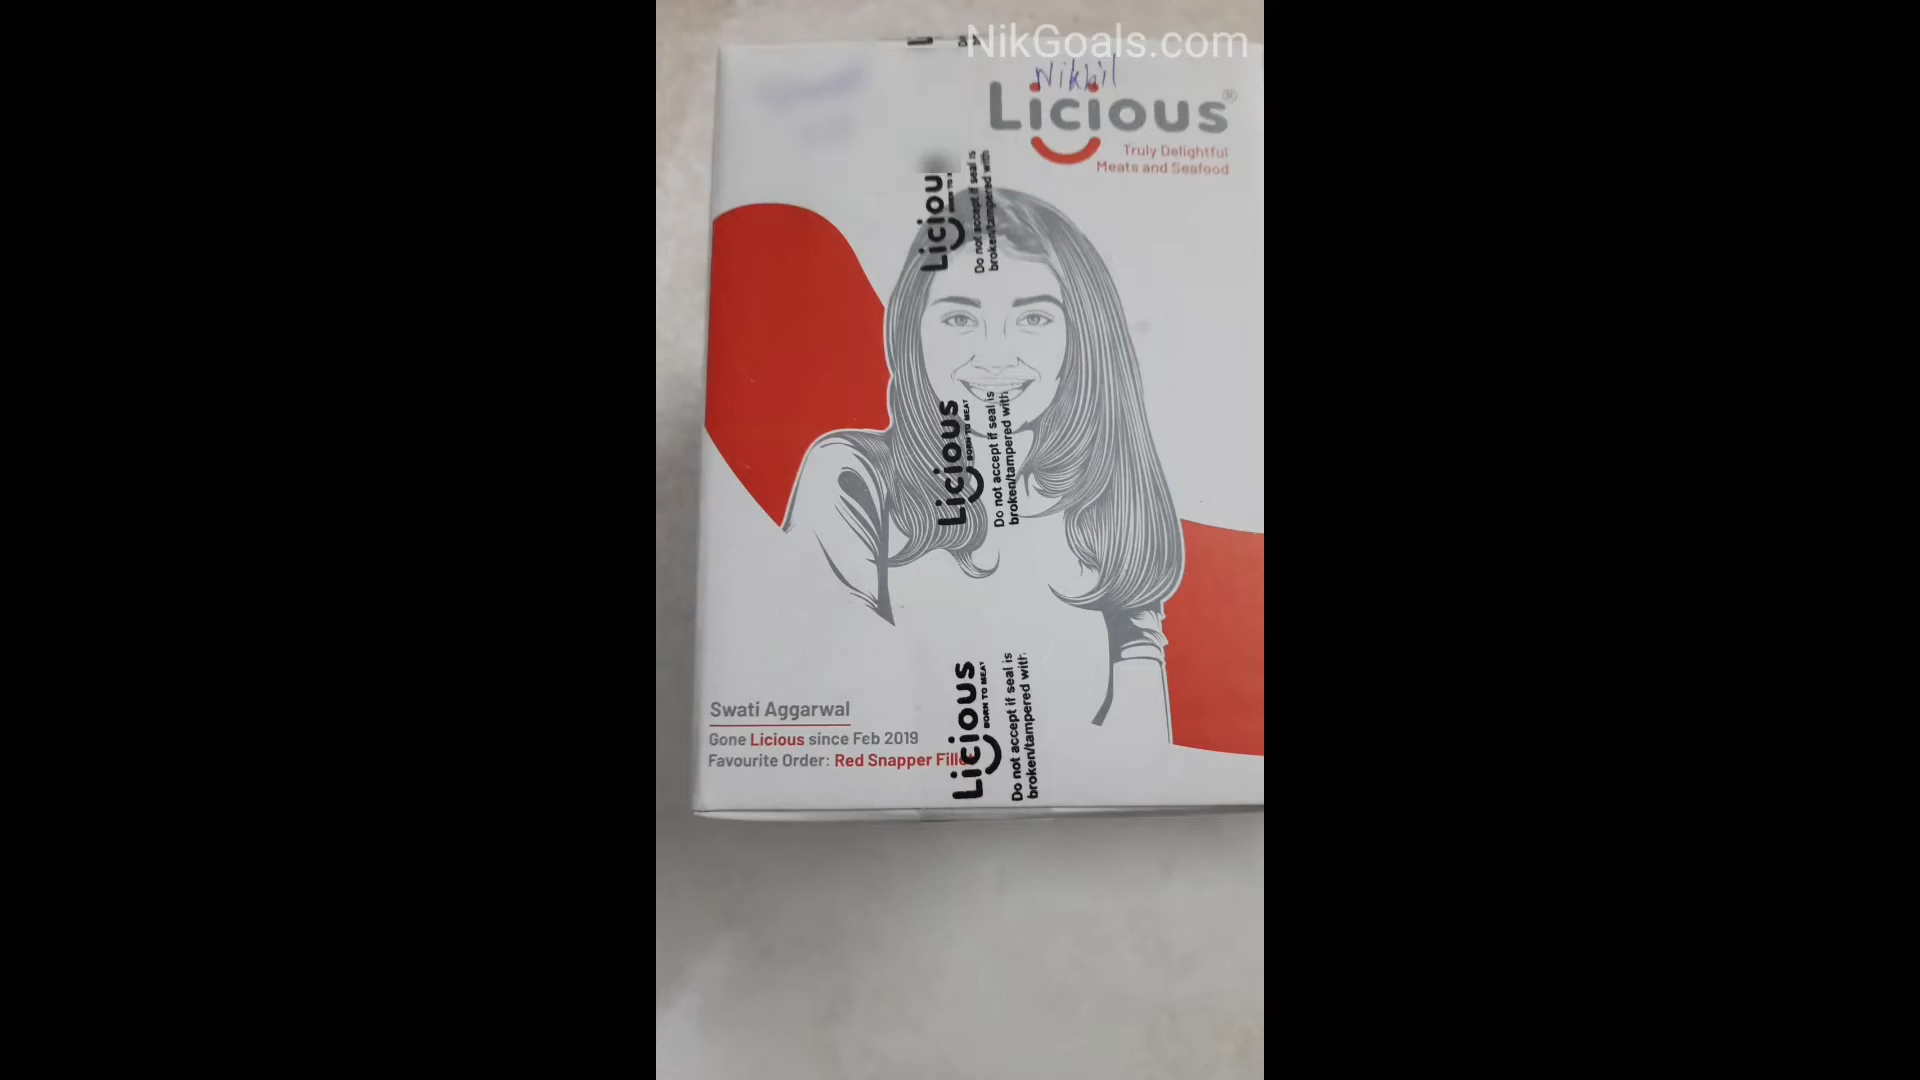 NikGoals.com
Nikhil
Licious®
Truly Delightful
Meats and Seafood
Licious
Do not accept if seal is
broken/tampered with
Licious
BORN TO MEAT
Do not accept if seal is
broken/tampered with
Licious
BORN TO MEAT
Do not accept if seal is
broken/tampered with
Swati Aggarwal
Gone Licious since Feb 2019
Favourite Order: Red Snapper